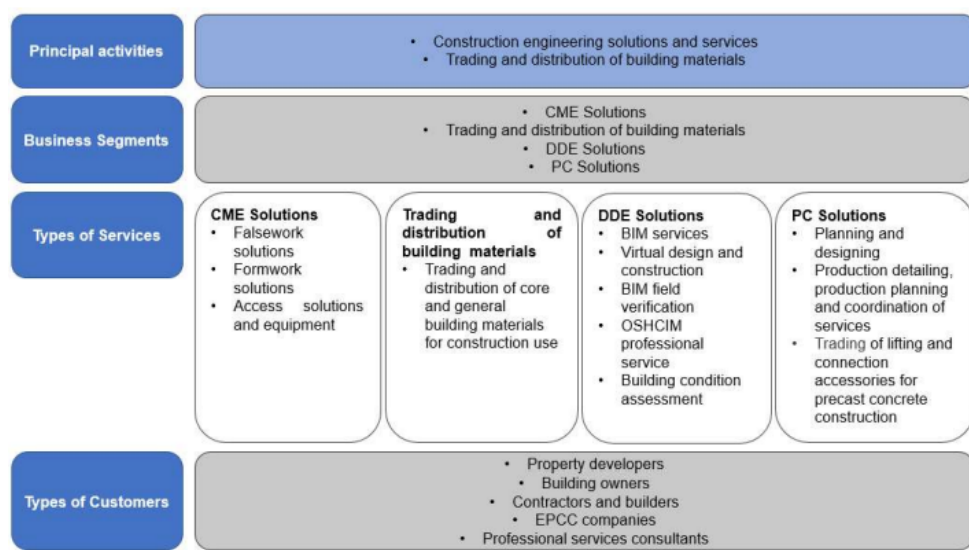 Principal activities
• Construction engineering solutions and services
• Trading and distribution of building materials
Business Segments
• CME Solutions
• Trading and distribution of building materials
• DDE Solutions
• PC Solutions
Types of Services
CME Solutions
• Falsework
solutions
• Formwork
solutions
• Access solutions
and equipment
Trading and
distribution of
building materials
• Trading and
distribution of core
and general
building materials
for construction use
DDE Solutions
• BIM services
• Virtual design and
construction
• BIM field
verification
• OSHCIM
professional
service
• Building condition
assessment
PC Solutions
• Planning and
designing
• Production detailing,
production planning
and coordination of
services
• Trading of lifting and
connection
accessories for
precast concrete
construction
Types of Customers
• Property developers
• Building owners
• Contractors and builders
• EPCC companies
• Professional services consultants